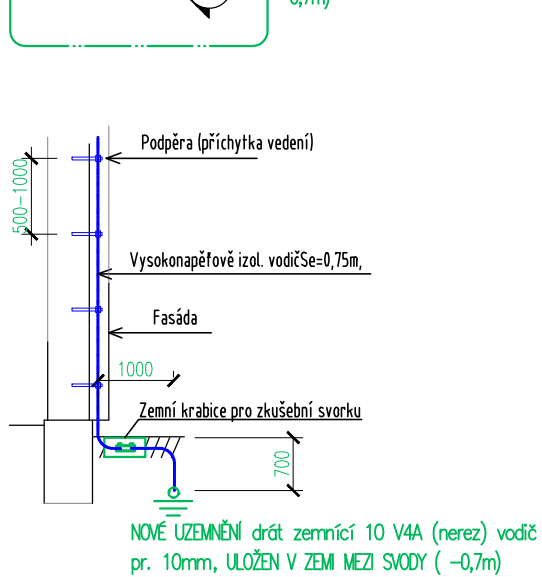 0,7m)
Podpěra (příchytka vedení)
500-1000
Vysokonapěťově izol. vodičSe=0,75m,
Fasáda
1000
Zemní krabice pro zkušební svorku
700
NOVÉ UZEMNĚNÍ drát zemnící 10 V4A (nerez) vodič
pr. 10mm, ULOŽEN V ZEMI MEZI SVODY ( -0,7m)